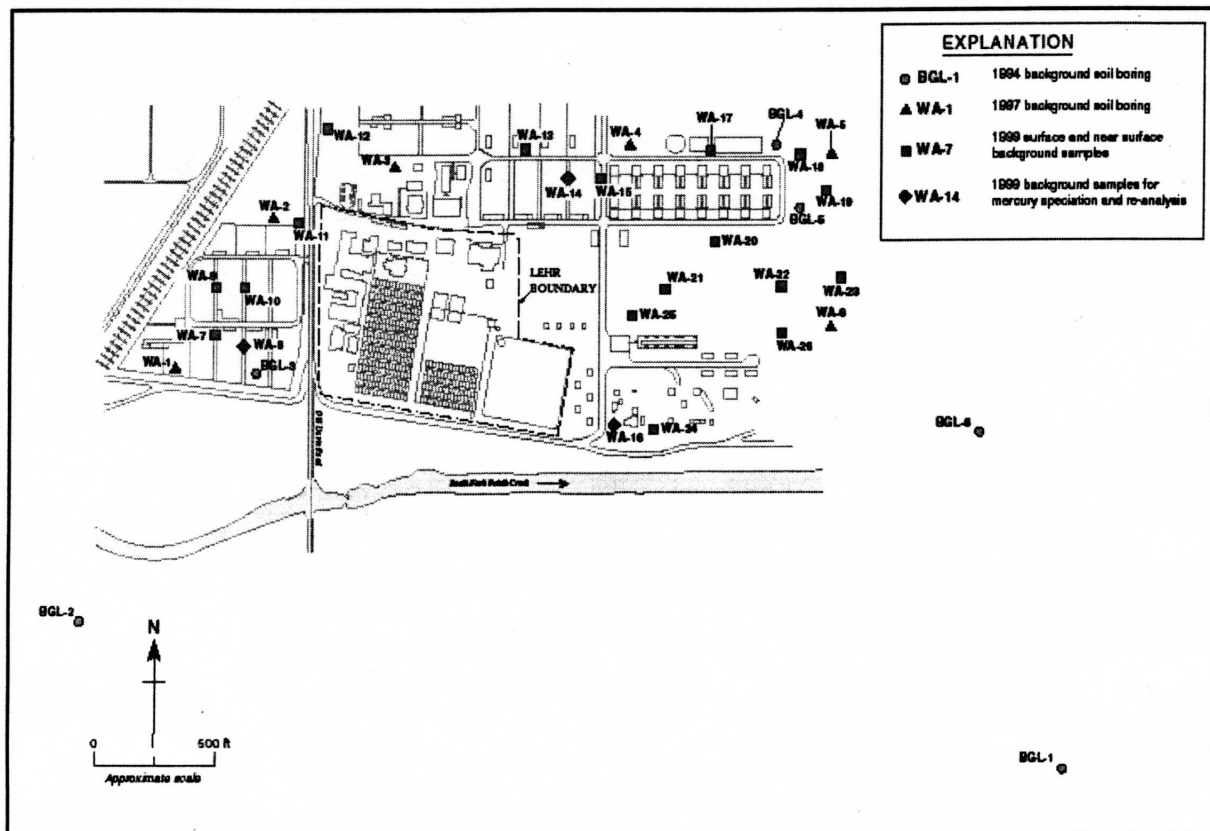 EXPLANATION
BGL-1 1994 background soil boring
WA-1 1997 background soil boring
WA-7 1999 surface and near surface
background samples
WA-14 1999 background samples for
mercury speciation and re-analysis
BGL-4
WA-17
WA-4
WA-5
WA-12
WA-13
WA-3
WA-18
WA-14
WA-15
WA-19
WA-2
BGL-5
WA-11
WA-20
LEHR
BOUNDARY
WA-9
WA-10
WA-21
WA-22
WA-23
WA-25
WA-6
WA-7
WA-8
WA-26
WA-1
BGL-3
WA-16
WA-24
BGL-6
South Fork Putah Creek
BGL-2
N
0 500 ft
Approximate scale
BGL-1